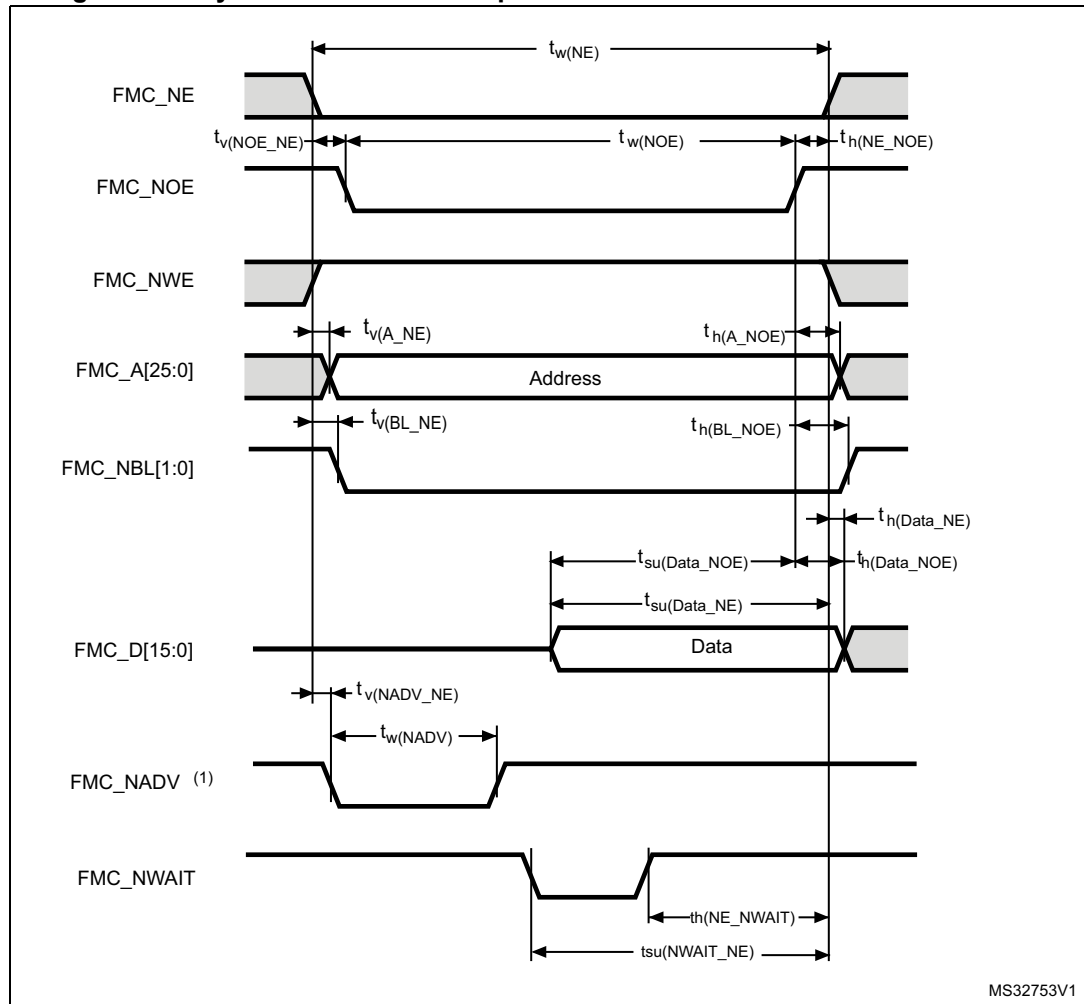 tw(NE)
FMC_NE
tv(NOE_NE) tw(NOE) th(NE_NOE)
FMC_NOE
FMC_NWE
tv(A_NE) th(A_NOE)
FMC_A[25:0] Address
tv(BL_NE) th(BL_NOE)
FMC_NBL[1:0]
th(Data_NE)
tsu(Data_NOE) th(Data_NOE)
tsu(Data_NE)
FMC_D[15:0] Data
tv(NADV_NE)
tw(NADV)
FMC_NADV (1)
FMC_NWAIT
th(NE_NWAIT)
tsu(NWAIT_NE)
MS32753V1